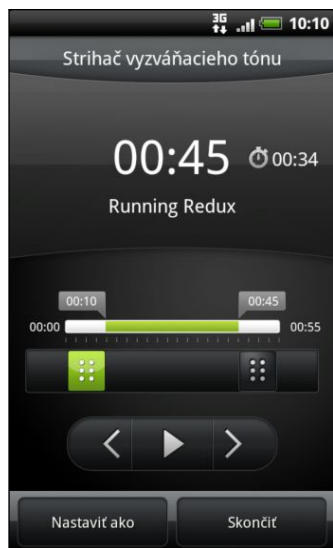 3G 10:10
Strihač vyzváňacieho tónu
00:45 00:34
Running Redux
00:10 00:45
00:00 00:55
Nastaviť ako Skončiť